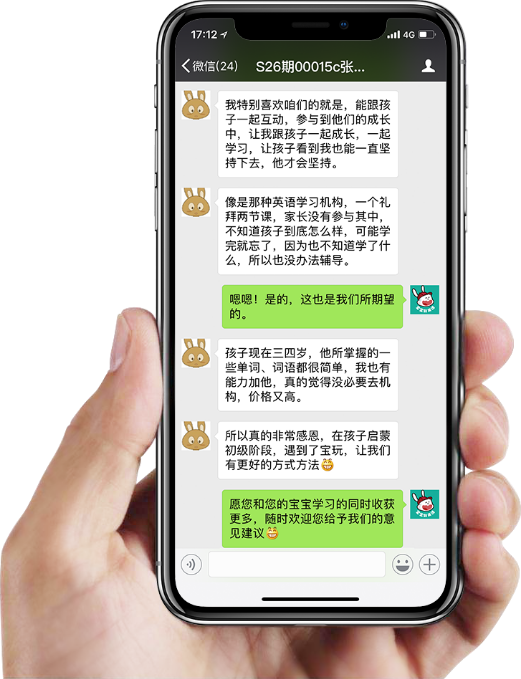 17:12
4G
微信(24)
S26期00015c张...
我特别喜欢咱们的就是，能跟孩
子一起互动，参与到他们的成长
中，让我跟孩子一起成长，一起
学习，让孩子看到我也能一直坚
持下去，他才会坚持。
像是那种英语学习机构，一个礼
拜两节课，家长没有参与其中，
不知道孩子到底怎么样，可能学
完就忘了，因为也不知道学了什
么，所以也没办法辅导。
嗯嗯！是的，这也是我们所期望
的。
孩子现在三四岁，他所掌握的一
些单词、词语都很简单，我也有
能力加他，真的觉得没必要去机
构，价格又高。
所以真的非常感恩，在孩子启蒙
初级阶段，遇到了宝玩，让我们
有更好的方式方法😁
愿您和您的宝宝学习的同时收获
更多，随时欢迎您给予我们的意
见建议😁